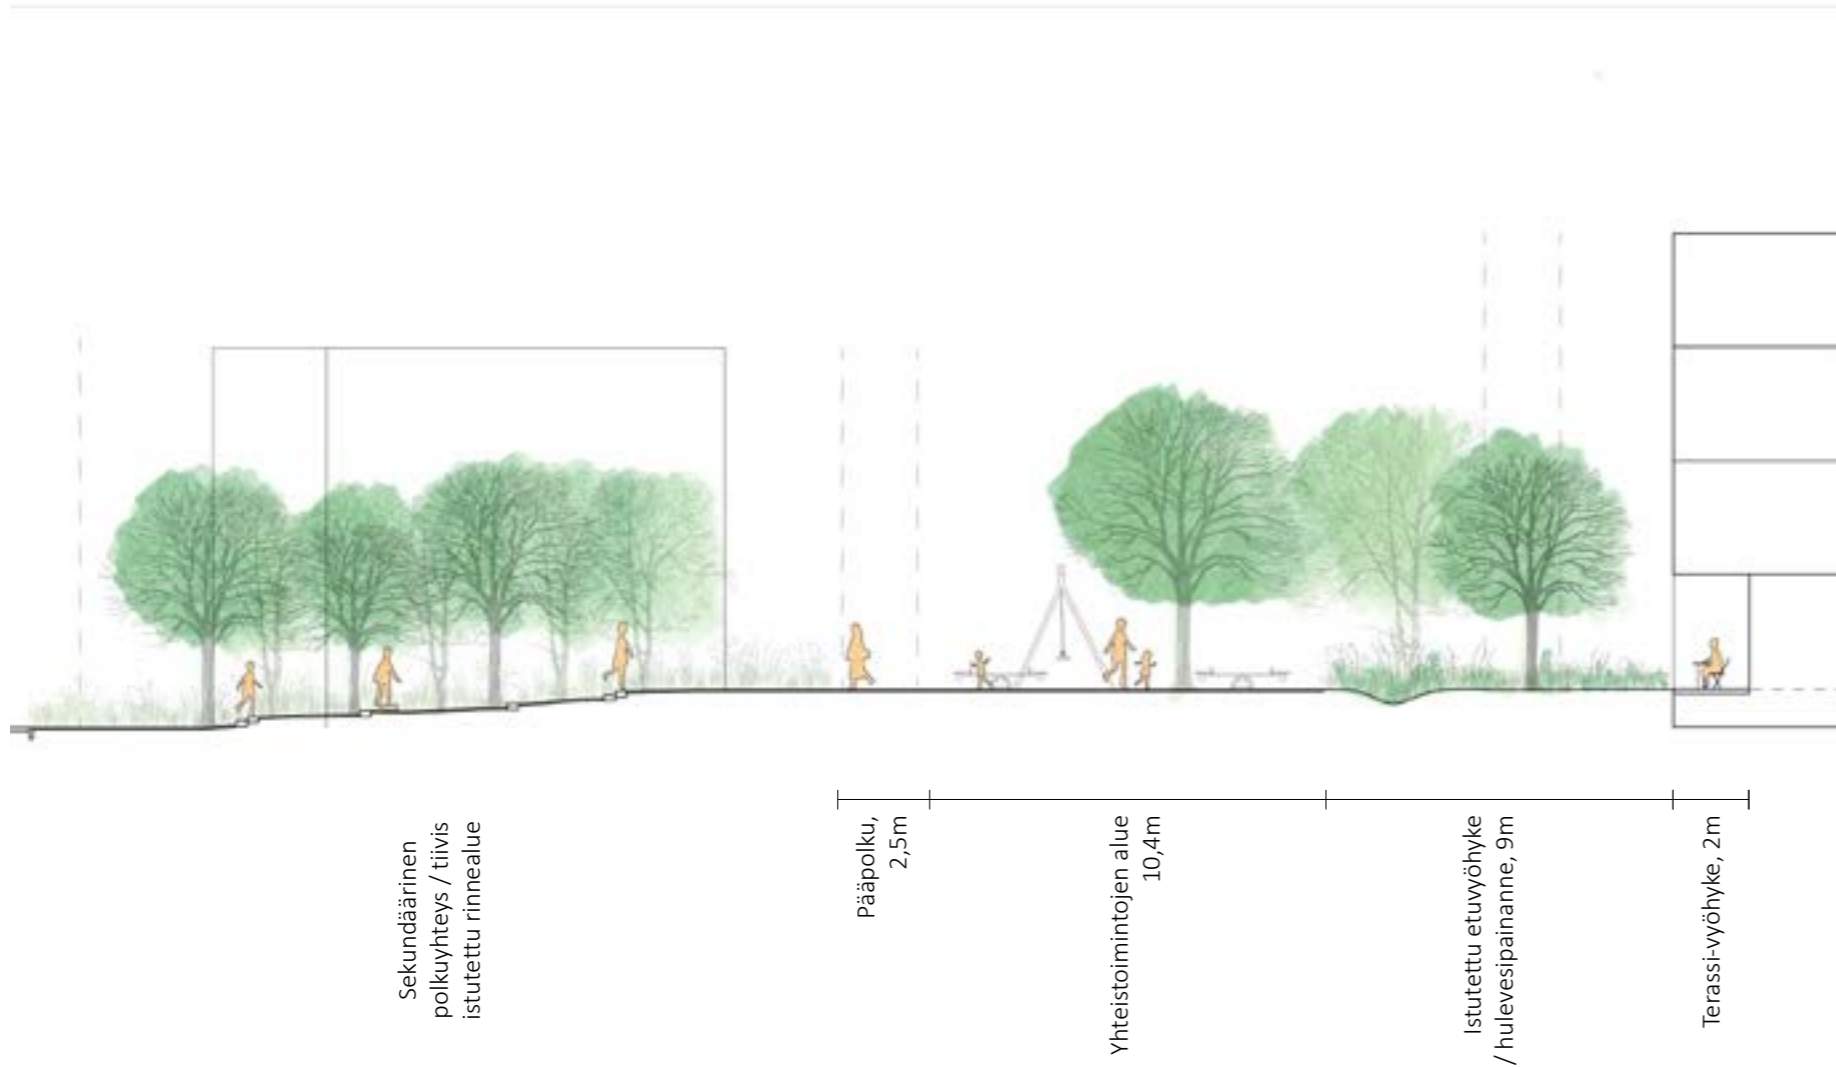 Sekundäärinen
polkuyhteys / tiivis
istutettu rinnealue
Pääpolku,
2,5m
Yhteistoimintojen alue
10,4m
Istutettu etuvyöhyke
/ hulevesipainanne, 9m
Terassi-vyöhyke, 2m